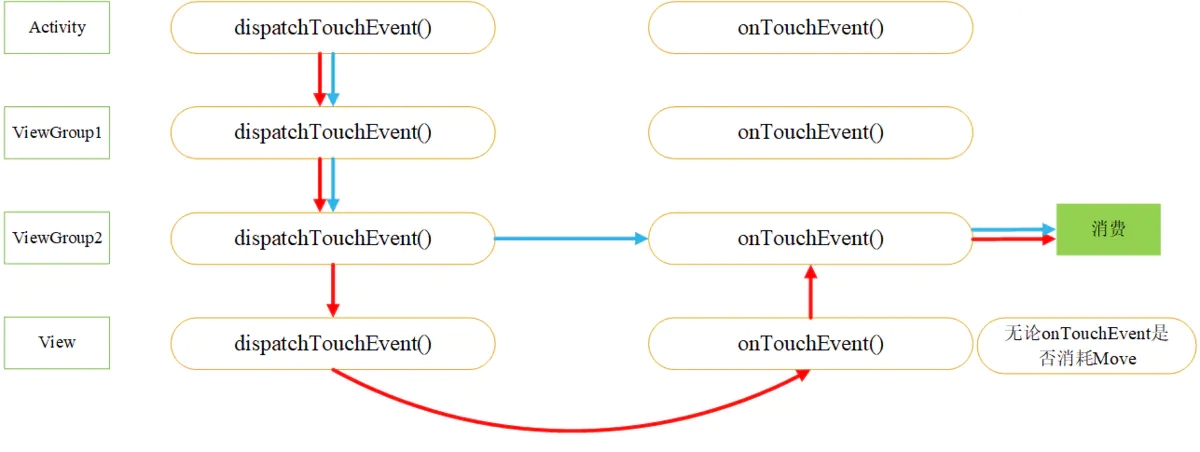 Activity
dispatchTouchEvent()
onTouchEvent()
ViewGroup1
dispatchTouchEvent()
onTouchEvent()
ViewGroup2
dispatchTouchEvent()
onTouchEvent()
消费
View
dispatchTouchEvent()
onTouchEvent()
无论onTouchEvent是
否消耗Move